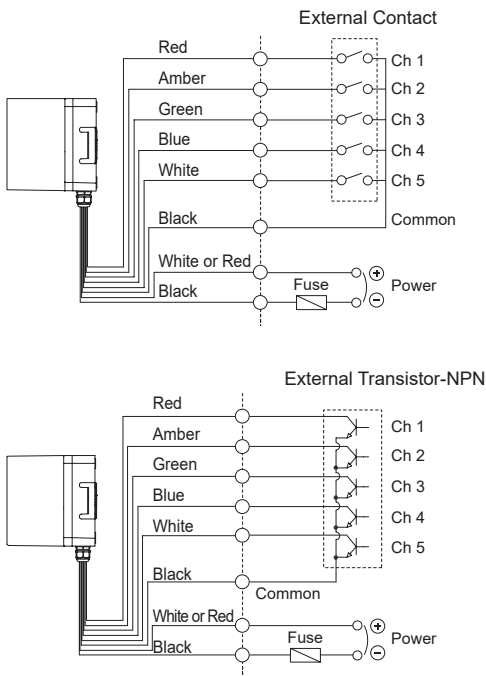 External Contact
Red
Ch 1
Amber
Ch 2
Green
Ch 3
Blue
Ch 4
White
Ch 5
Black
Common
White or Red
+
Fuse
Power
Black
−
External Transistor-NPN
Red
Ch 1
Amber
Ch 2
Green
Ch 3
Blue
Ch 4
White
Ch 5
Black
Common
White or Red
+
Fuse
Power
Black
−